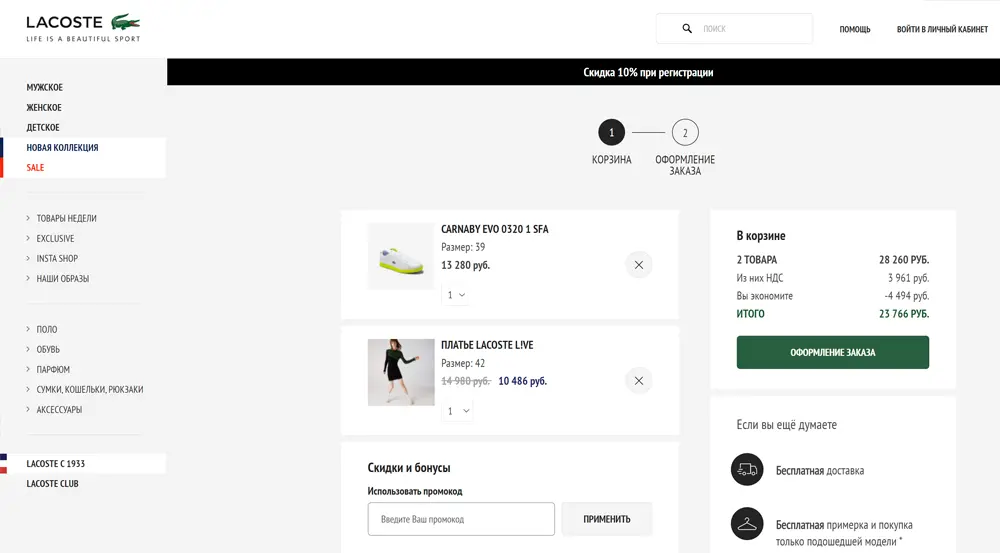 LACOSTE
LIFE IS A BEAUTIFUL SPORT
ПОИСК
ПОМОЩЬ
ВОЙТИ В ЛИЧНЫЙ КАБИНЕТ
Скидка 10% при регистрации
МУЖСКОЕ
ЖЕНСКОЕ
ДЕТСКОЕ
НОВАЯ КОЛЛЕКЦИЯ
SALE
ТОВАРЫ НЕДЕЛИ
EXCLUSIVE
INSTA SHOP
НАШИ ОБРАЗЫ
ПОЛО
ОБУВЬ
ПАРФЮМ
СУМКИ, КОШЕЛЬКИ, РЮКЗАКИ
АКСЕССУАРЫ
LACOSTE С 1933
LACOSTE CLUB
1
2
КОРЗИНА
ОФОРМЛЕНИЕ
ЗАКАЗА
CARNABY EVO 0320 1 SFA
Размер: 39
13 280 руб.
1
ПЛАТЬЕ LACOSTE L!VE
Размер: 42
14 980 руб. 10 486 руб.
1
Скидки и бонусы
Использовать промокод
Введите Ваш промокод
ПРИМЕНИТЬ
В корзине
2 ТОВАРА 28 260 РУБ.
Из них НДС 3 961 руб.
Вы экономите -4 494 руб.
ИТОГО 23 766 РУБ.
ОФОРМЛЕНИЕ ЗАКАЗА
Если вы ещё думаете
Бесплатная доставка
Бесплатная примерка и покупка
только подошедшей модели *